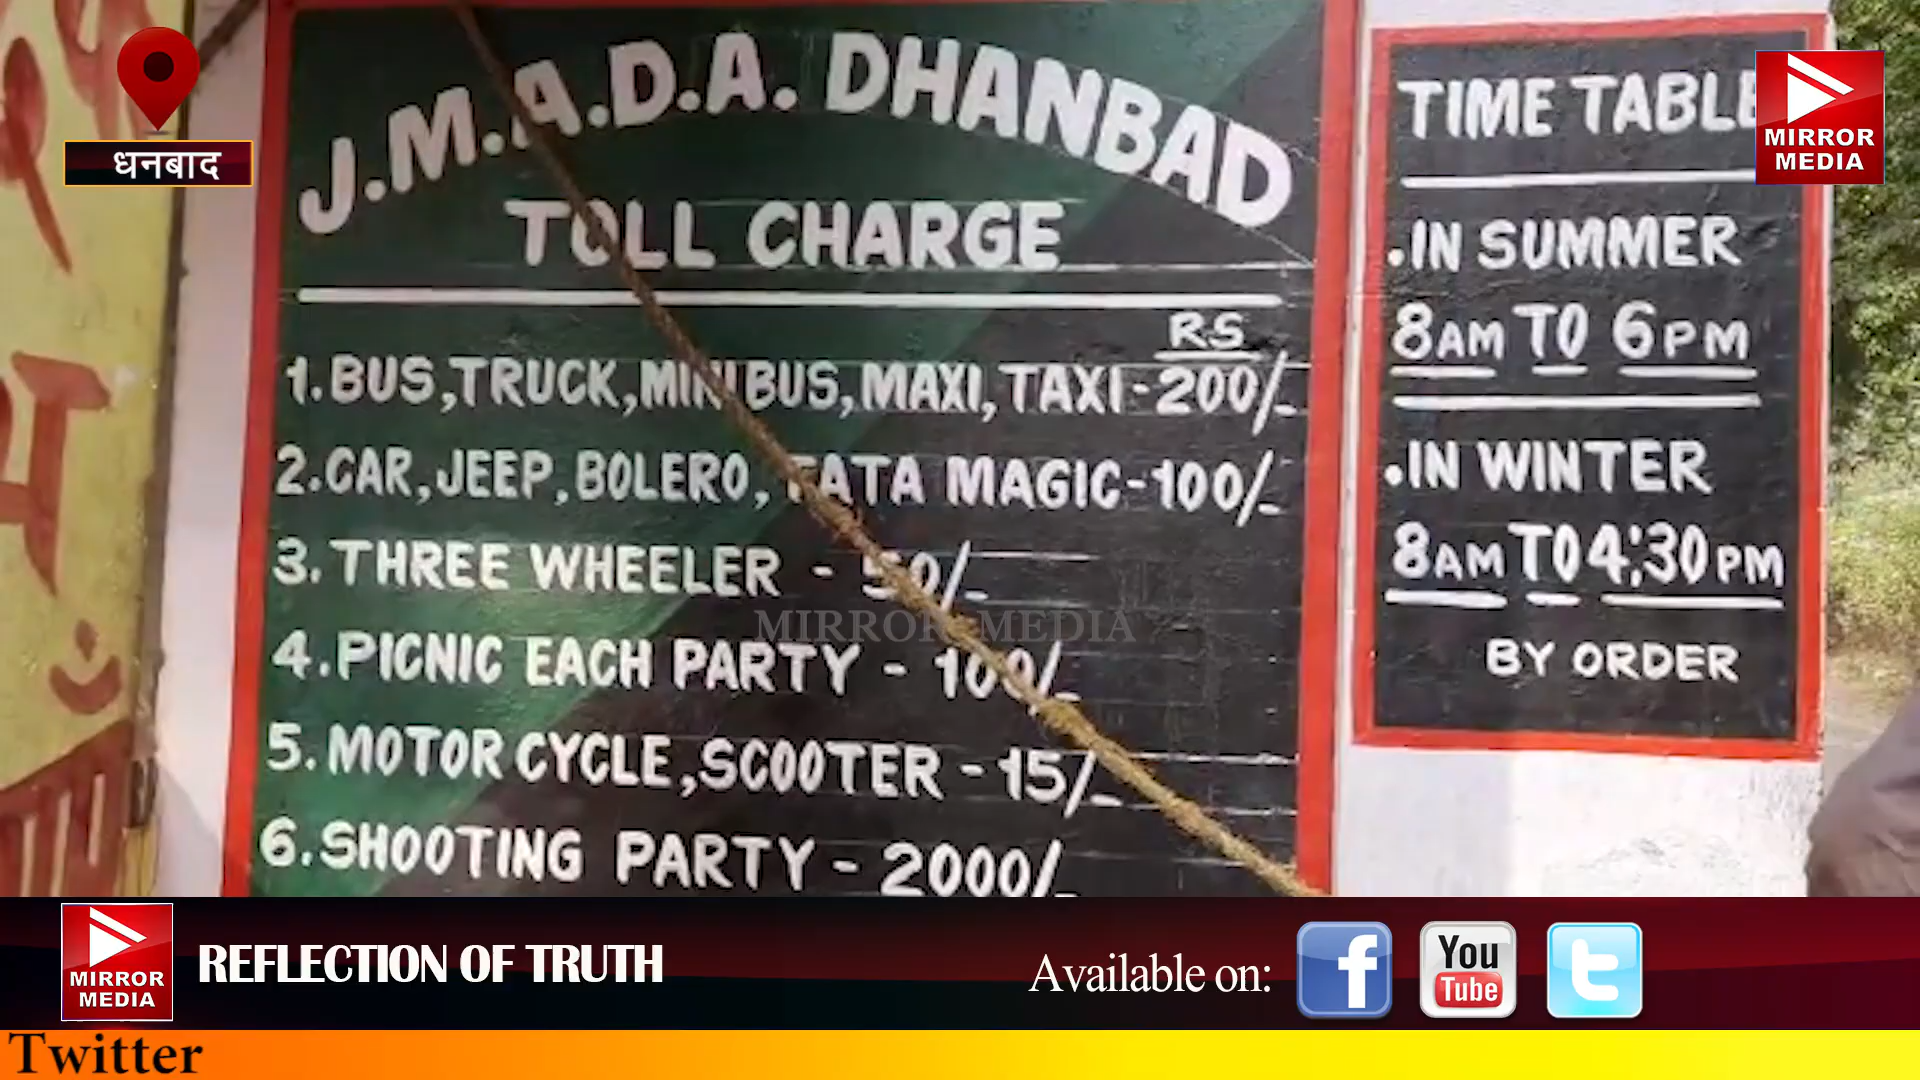 धनबाद
J.M.A.D.A. DHANBAD
TOLL CHARGE
RS
1. BUS, TRUCK, MINI BUS, MAXI, TAXI - 200/-
2. CAR, JEEP, BOLERO, TATA MAGIC - 100/-
3. THREE WHEELER - 50/-
4. PICNIC EACH PARTY - 100/-
5. MOTOR CYCLE, SCOOTER - 15/-
6. SHOOTING PARTY - 2000/-
TIME TABLE
.IN SUMMER
8AM TO 6PM
.IN WINTER
8AM TO 4:30PM
BY ORDER
MIRROR
MEDIA
MIRROR MEDIA
MIRROR
MEDIA
REFLECTION OF TRUTH
Available on:
f
You
Tube
t
Twitter